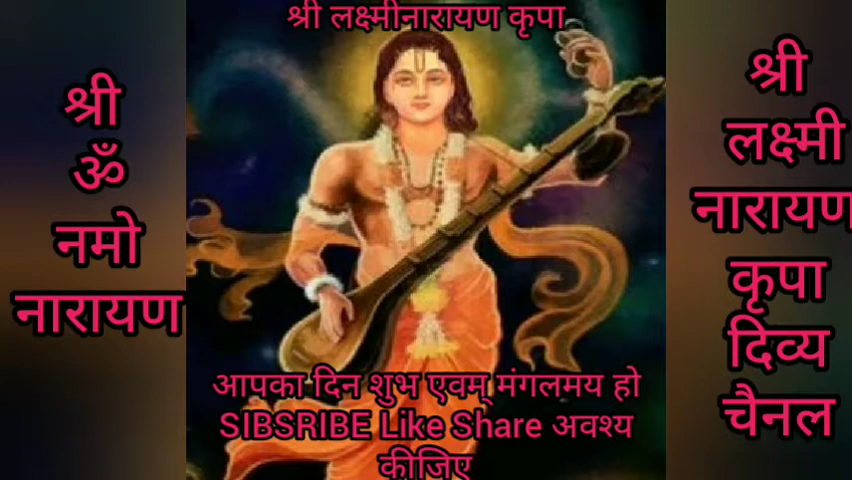 श्री लक्ष्मीनारायण कृपा
श्री
ॐ
नमो
नारायण
श्री
लक्ष्मी
नारायण
कृपा
दिव्य
चैनल
आपका दिन शुभ एवम् मंगलमय हो
SIBSRIBE Like Share अवश्य
कीजिए